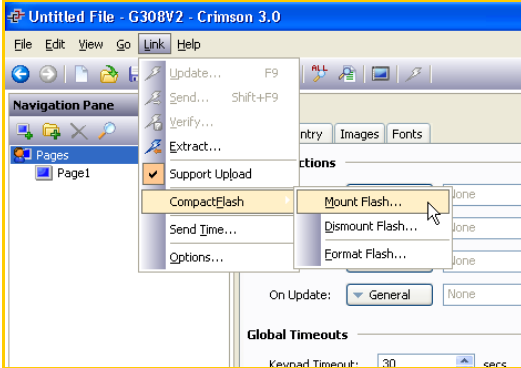 Untitled File - G308V2 - Crimson 3.0
File Edit View Go Link Help
ALL
Navigation Pane
Pages
Page1
Update... F9
Send... Shift+F9
Verify...
Extract...
Support Upload
CompactFlash
Send Time...
Options...
Mount Flash...
Dismount Flash...
Format Flash...
ntry Images Fonts
ctions
None
None
None
On Update: General None
Global Timeouts
Keypad Timeout: 30 secs